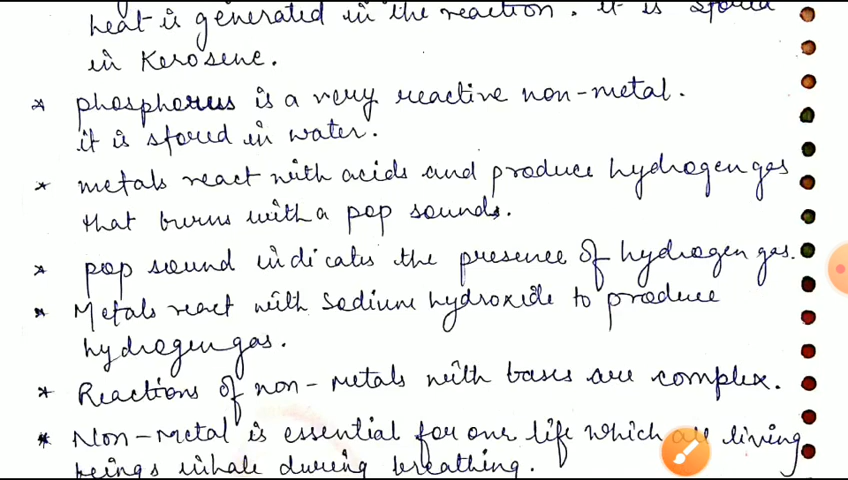 heat is generated in the reaction. it is stored
in Kerosene.
* phosphorus is a very reactive non-metal.
it is stored in water.
* metals react with acids and produce hydrogen gas
that burns with a pop sounds.
* pop sound indicates the presence of hydrogen gas.
* Metals react with Sodium hydroxide to produce
hydrogen gas.
* Reactions of non-metals with bases are complex.
* Non-Metal is essential for our life which all living
beings inhale during breathing.